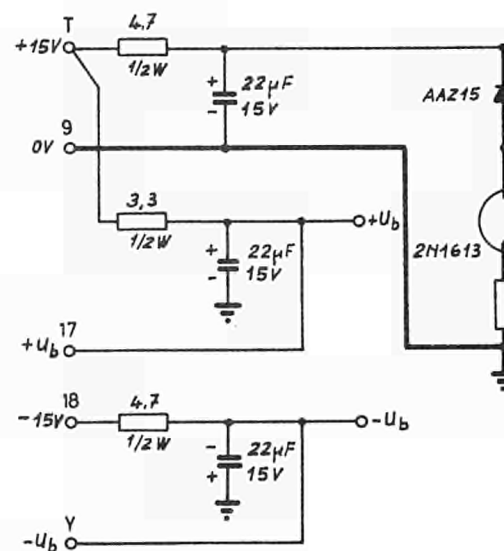 T
4,7
+15V
1/2W
+
22µF
-
15V
AAZ15
9
0V
3,3
1/2W
+Ub
+
22µF
-
15V
2N1613
17
+Ub
18
4,7
-15V
1/2W
-Ub
-
22µF
+
15V
Y
-Ub